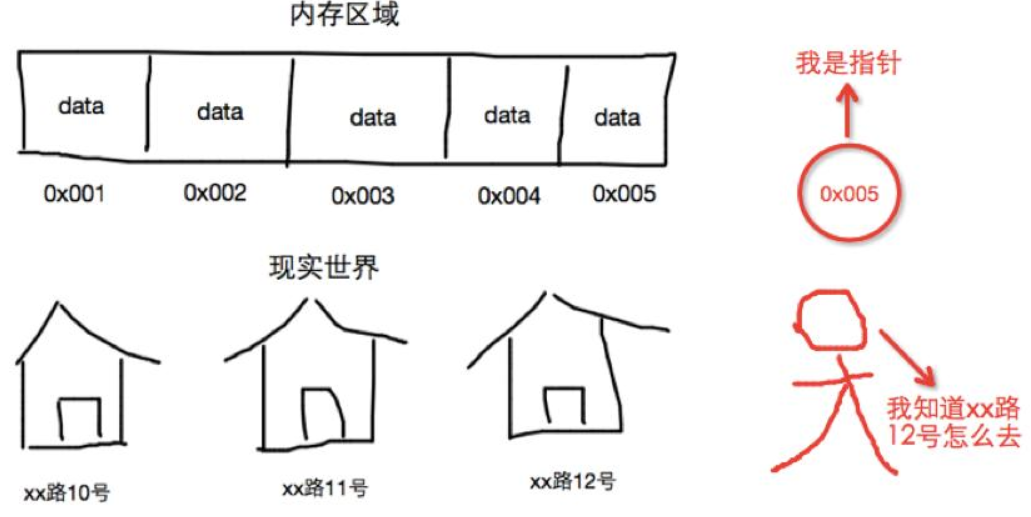 内存区域
data data data data data
0x001 0x002 0x003 0x004 0x005
我是指针
0x005
现实世界
xx路10号 xx路11号 xx路12号
我知道xx路
12号怎么去